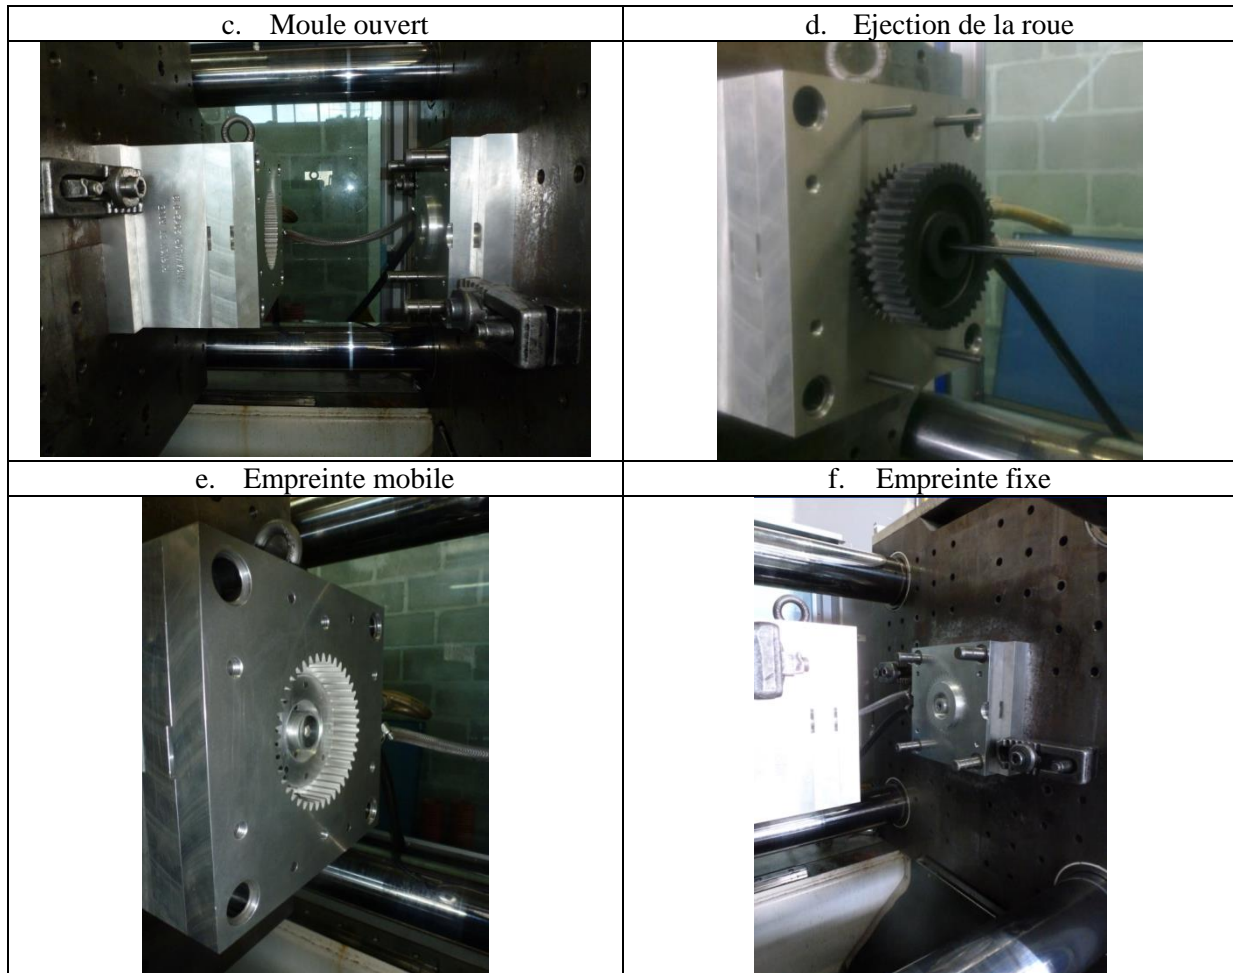 c. Moule ouvert
d. Ejection de la roue
e. Empreinte mobile
f. Empreinte fixe